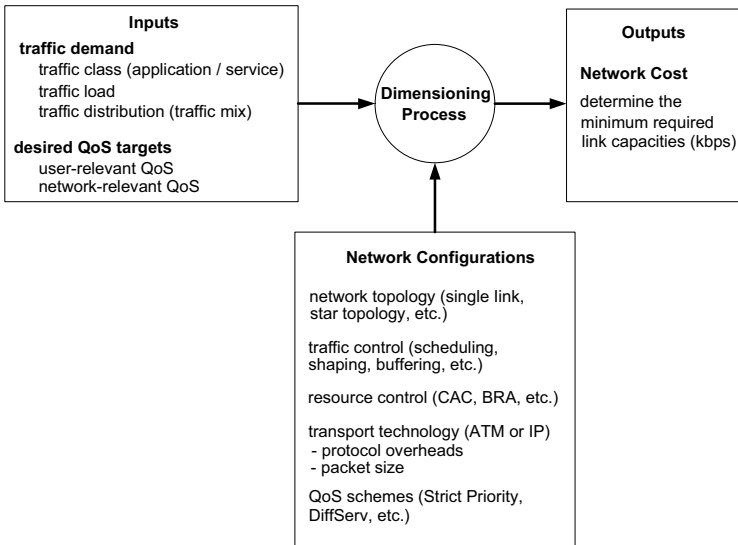 Inputs
traffic demand
traffic class (application / service)
traffic load
traffic distribution (traffic mix)
desired QoS targets
user-relevant QoS
network-relevant QoS
Dimensioning
Process
Outputs
Network Cost
determine the
minimum required
link capacities (kbps)
Network Configurations
network topology (single link,
star topology, etc.)
traffic control (scheduling,
shaping, buffering, etc.)
resource control (CAC, BRA, etc.)
transport technology (ATM or IP)
- protocol overheads
- packet size
QoS schemes (Strict Priority,
DiffServ, etc.)